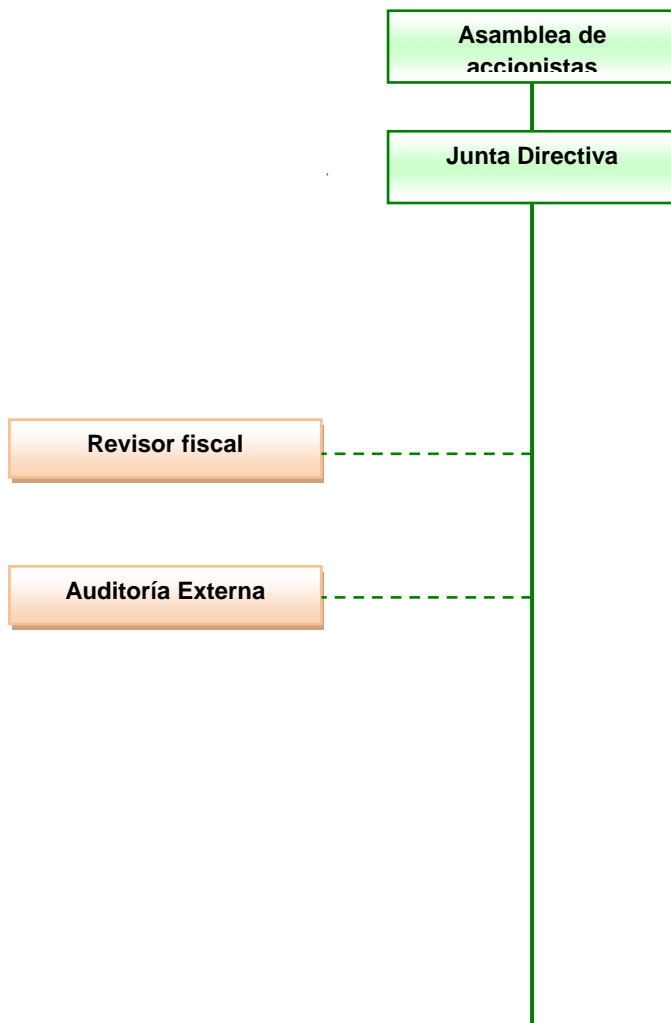 Asamblea de
accionistas
Junta Directiva
Revisor fiscal
Auditoría Externa